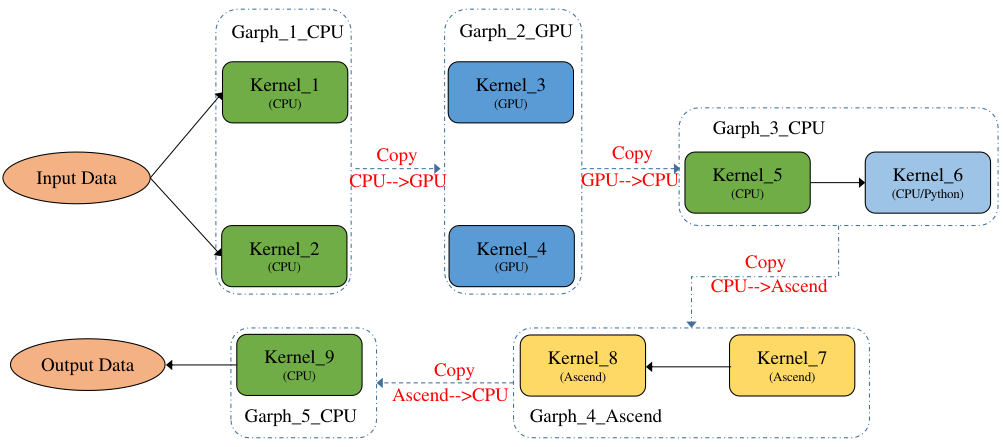 Garph_1_CPU
Kernel_1
(CPU)
Kernel_2
(CPU)
Input Data
Copy
CPU-->GPU
Garph_2_GPU
Kernel_3
(GPU)
Kernel_4
(GPU)
Copy
GPU-->CPU
Garph_3_CPU
Kernel_5
(CPU)
Kernel_6
(CPU/Python)
Copy
CPU-->Ascend
Kernel_7
(Ascend)
Kernel_8
(Ascend)
Garph_4_Ascend
Copy
Ascend-->CPU
Kernel_9
(CPU)
Garph_5_CPU
Output Data